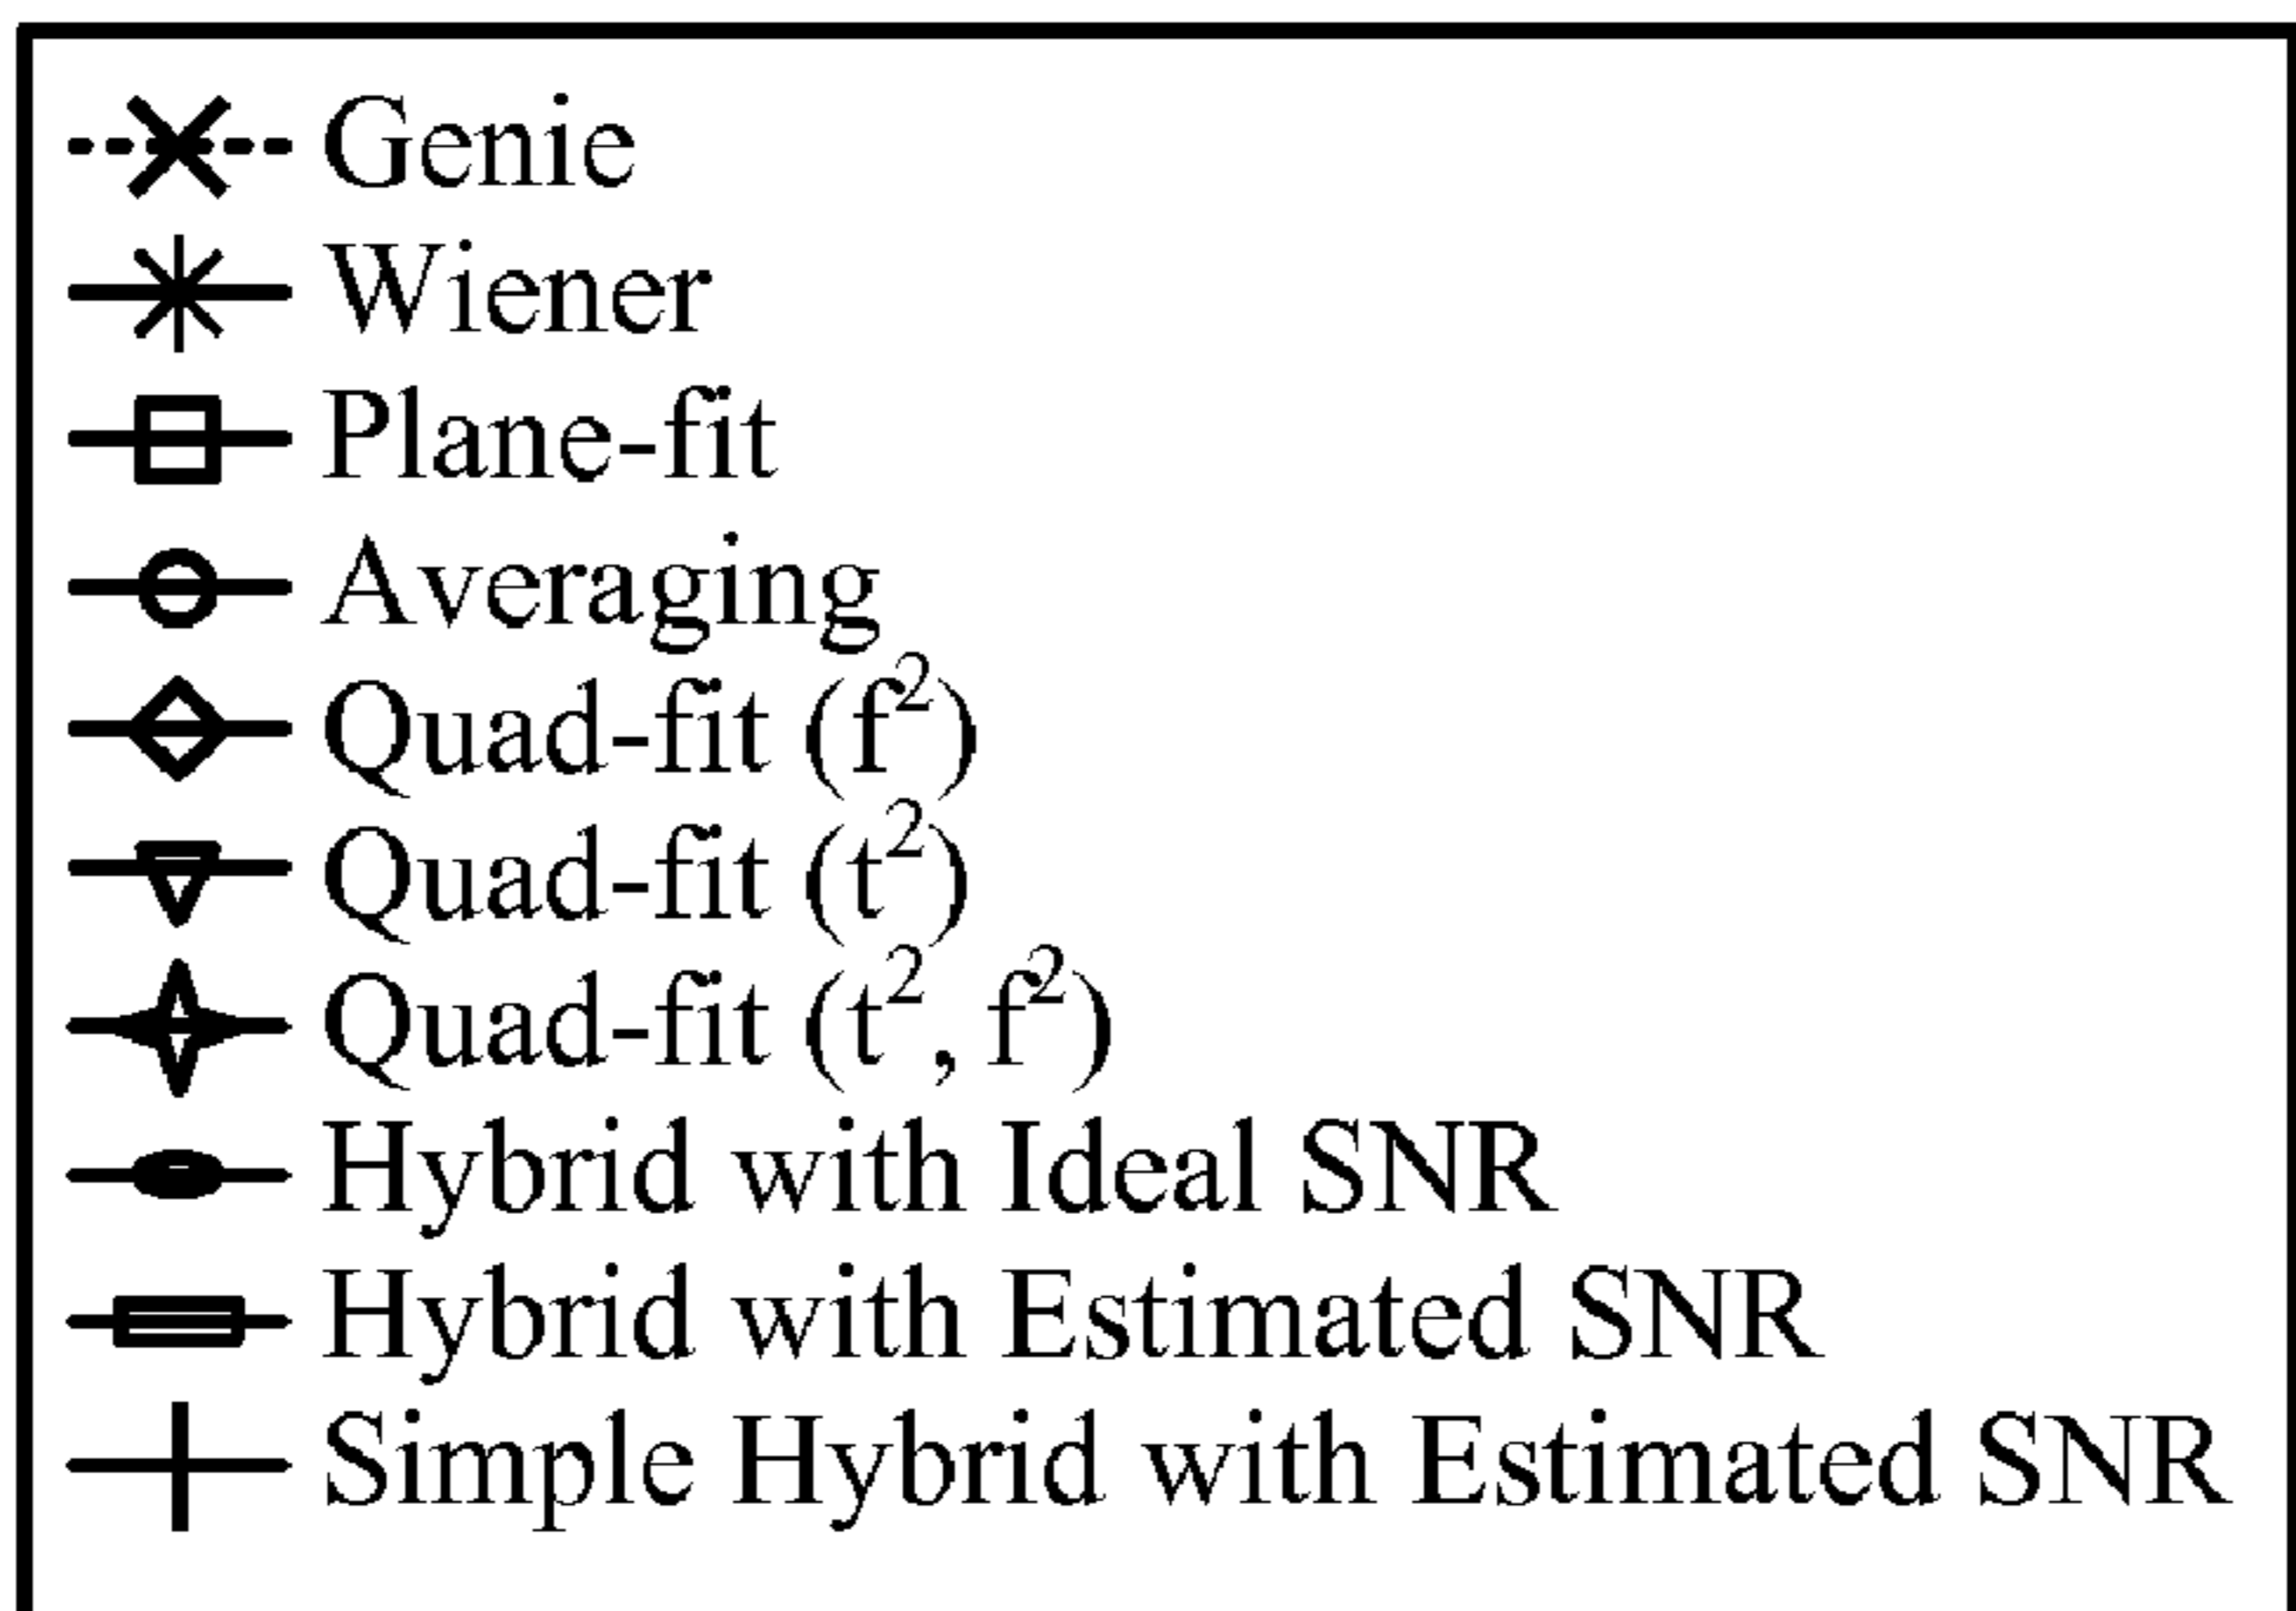 Genie
Wiener
Plane-fit
Averaging
Quad-fit (f²)
Quad-fit (t²)
Quad-fit (t², f²)
Hybrid with Ideal SNR
Hybrid with Estimated SNR
Simple Hybrid with Estimated SNR